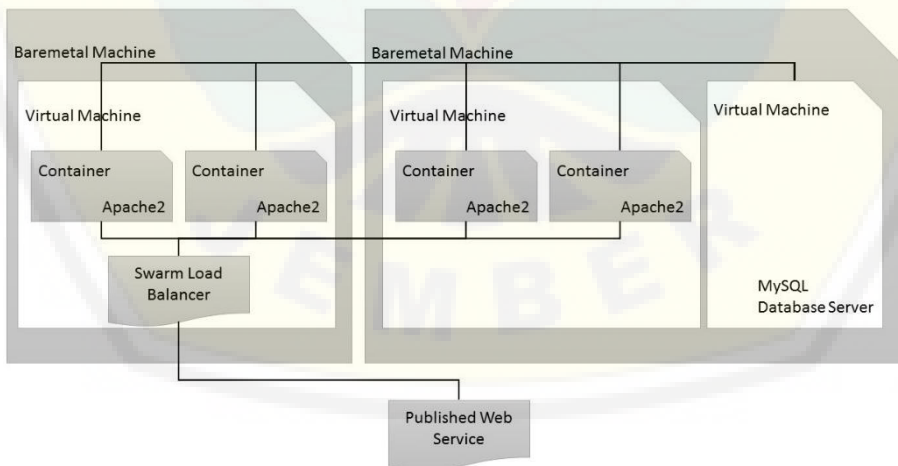 Baremetal Machine
Virtual Machine
Container
Apache2
Container
Apache2
Swarm Load
Balancer
Baremetal Machine
Virtual Machine
Container
Apache2
Container
Apache2
Virtual Machine
MySQL
Database Server
Published Web
Service
EMBER